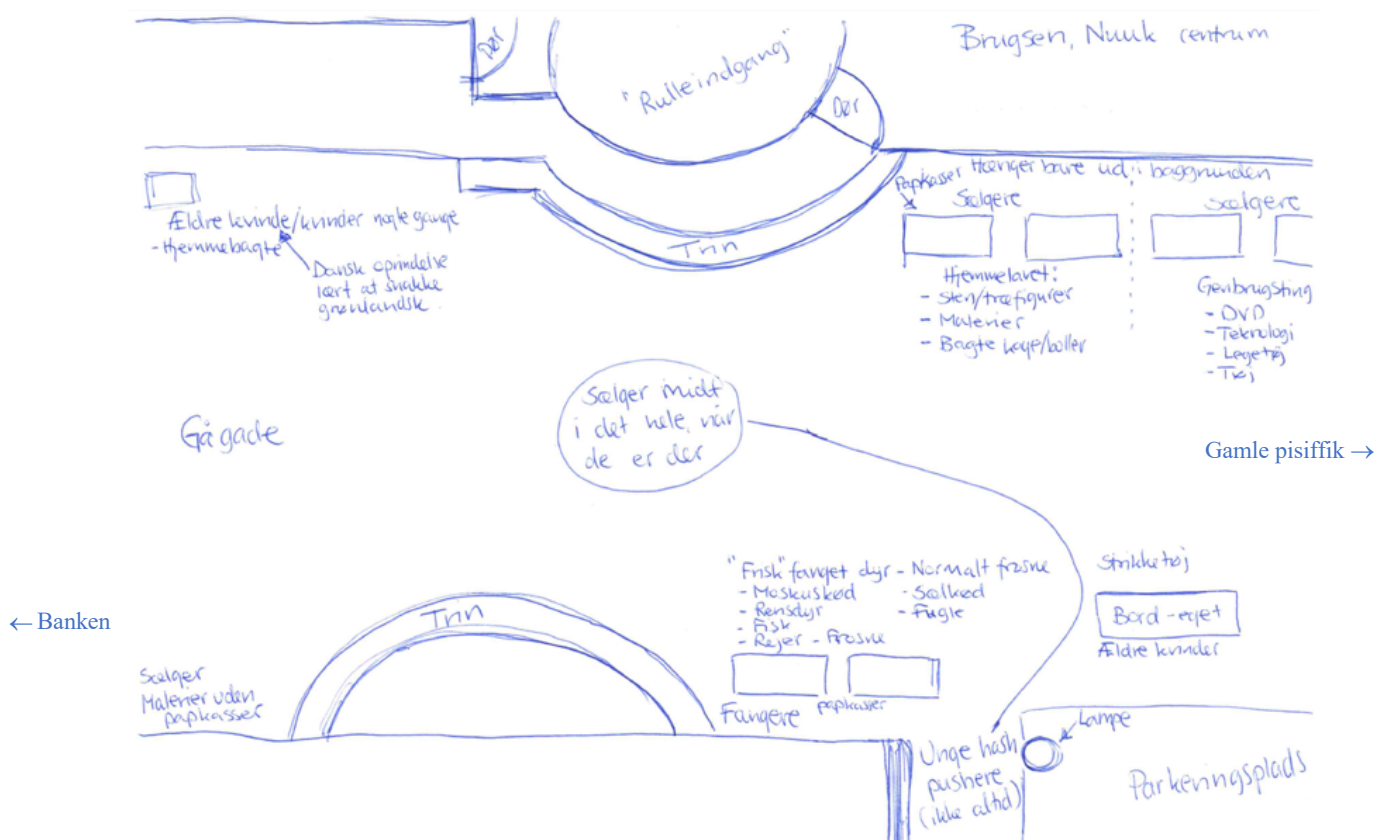 Dør
"Rulleindgang"
Dør
Brugsen, Nuuk centrum
Ældre kvinde/kvinder nogle gange
- Hjemmebagte
Dansk oprindelse
lært at snakke
grønlandsk.
Trin
Papkasser
Hænger bare ud i baggrunden
Sælgere
Sælgere
Hjemmelavet:
- Sten/træfigurer
- Malerier
- Bagte kage/boller
Genbrugsting
- DVD
- Teknologi
- Legetøj
- Tøj
Sælger midt
i det hele, når
de er der
Gågade
Gamle pisiffik →
← Banken
"Frisk" fanget dyr - Normalt frosne
- Moskuskød
- Rensdyr
- Fisk
- Rejer - Frosne
- Sælkød
- Fugle
Fangere
papkasser
Strikketøj
Bord - eget
Ældre kvinder
Trin
Sælger
Malerier uden
papkasser
Unge hash
pushere
(ikke altid)
Lampe
Parkeringsplads